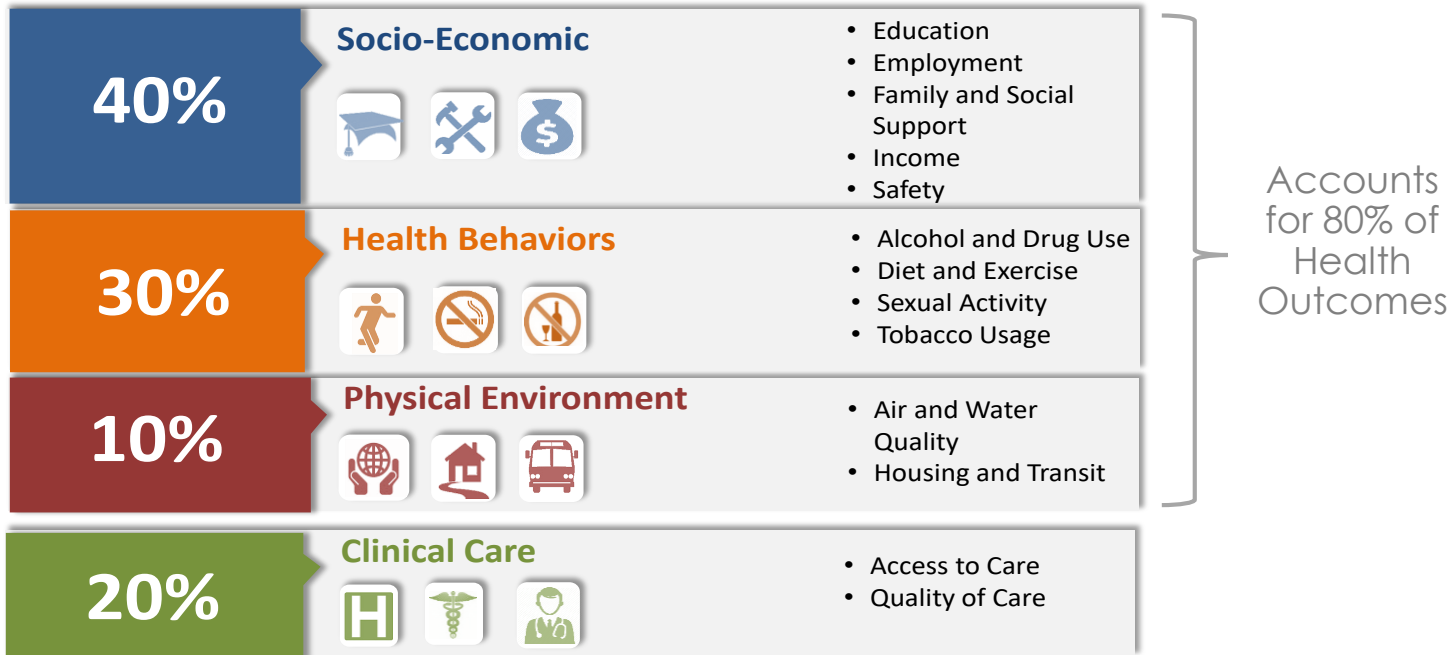 40%
Socio-Economic
$
• Education
• Employment
• Family and Social
Support
• Income
• Safety
30%
Health Behaviors
• Alcohol and Drug Use
• Diet and Exercise
• Sexual Activity
• Tobacco Usage
10%
Physical Environment
• Air and Water
Quality
• Housing and Transit
Accounts
for 80% of
Health
Outcomes
20%
Clinical Care
H
• Access to Care
• Quality of Care